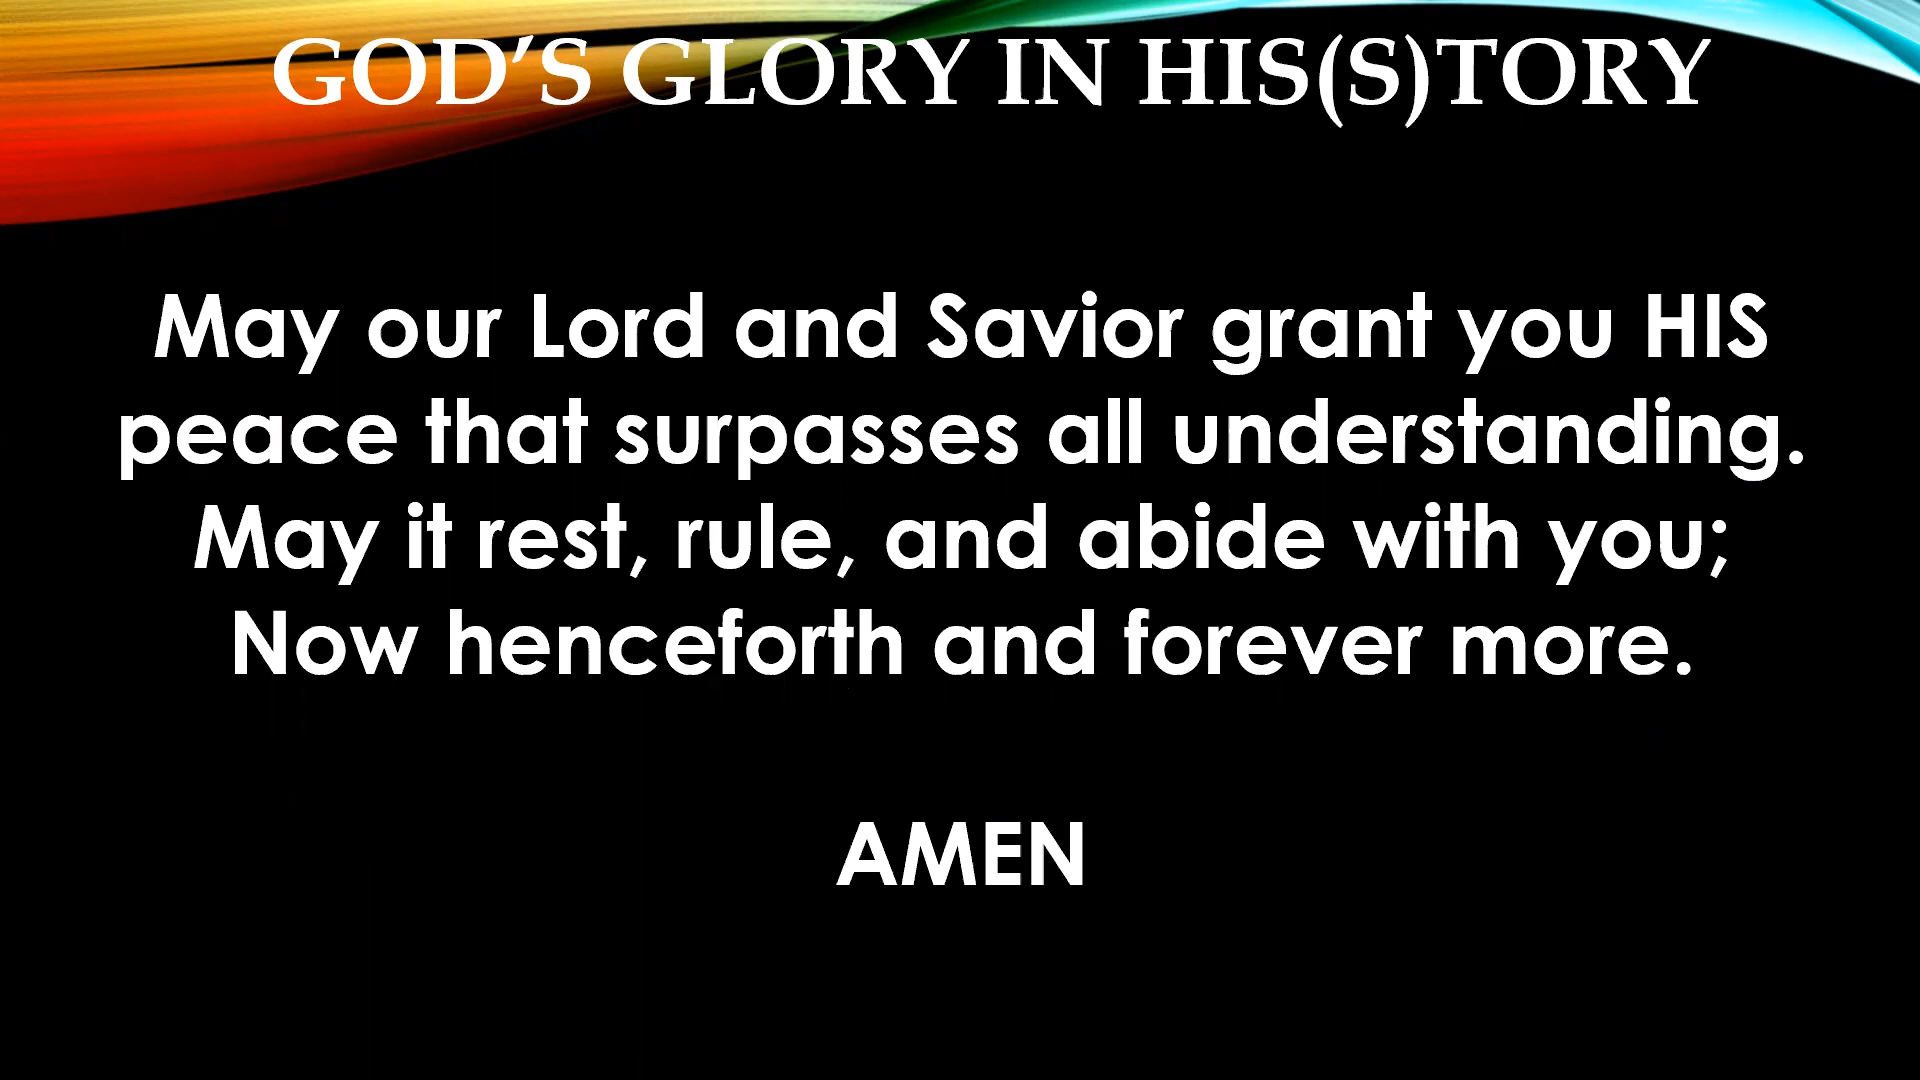 GOD’S GLORY IN HIS(S)TORY
May our Lord and Savior grant you HIS
peace that surpasses all understanding.
May it rest, rule, and abide with you;
Now henceforth and forever more.
AMEN